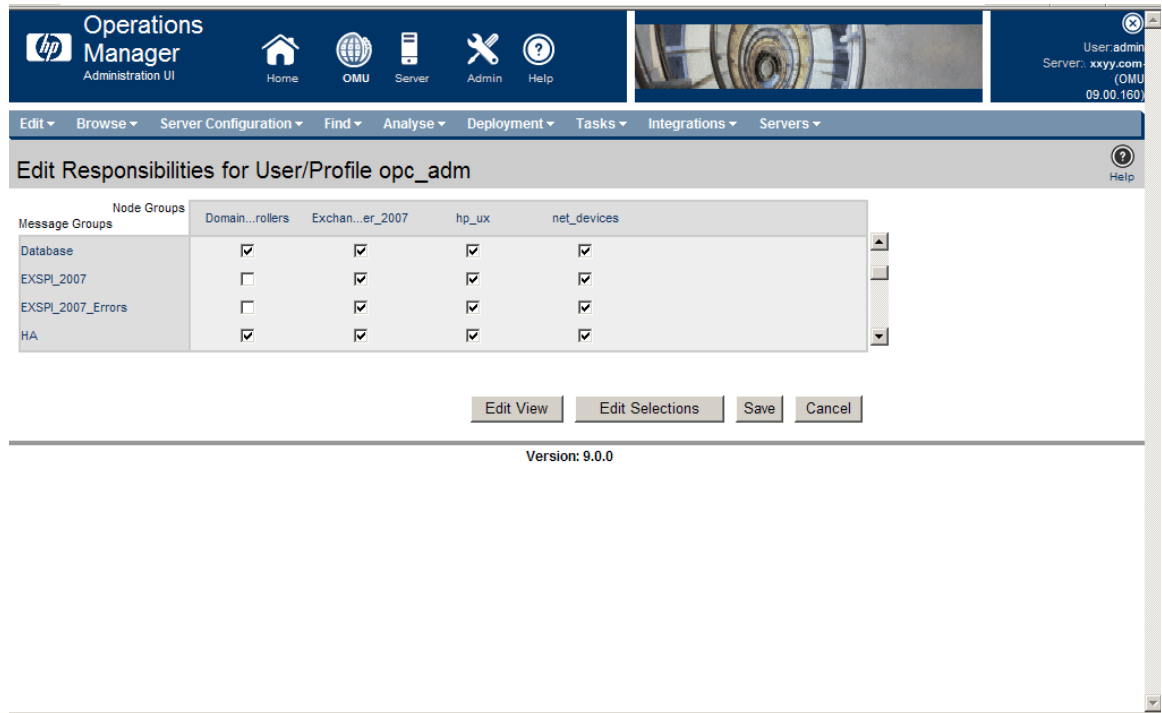 hp
Operations
Manager
Administration UI
Home
OMU
Server
Admin
? Help
User:admin
Server:. xxyy.com-
(OMU
09.00.160)
Edit Browse Server Configuration Find Analyse Deployment Tasks Integrations Servers
Edit Responsibilities for User/Profile opc_adm
? Help
Node Groups
Message Groups
Domain...rollers Exchan...er_2007 hp_ux net_devices
Database
EXSPI_2007
EXSPI_2007_Errors
HA
Edit View Edit Selections Save Cancel
Version: 9.0.0